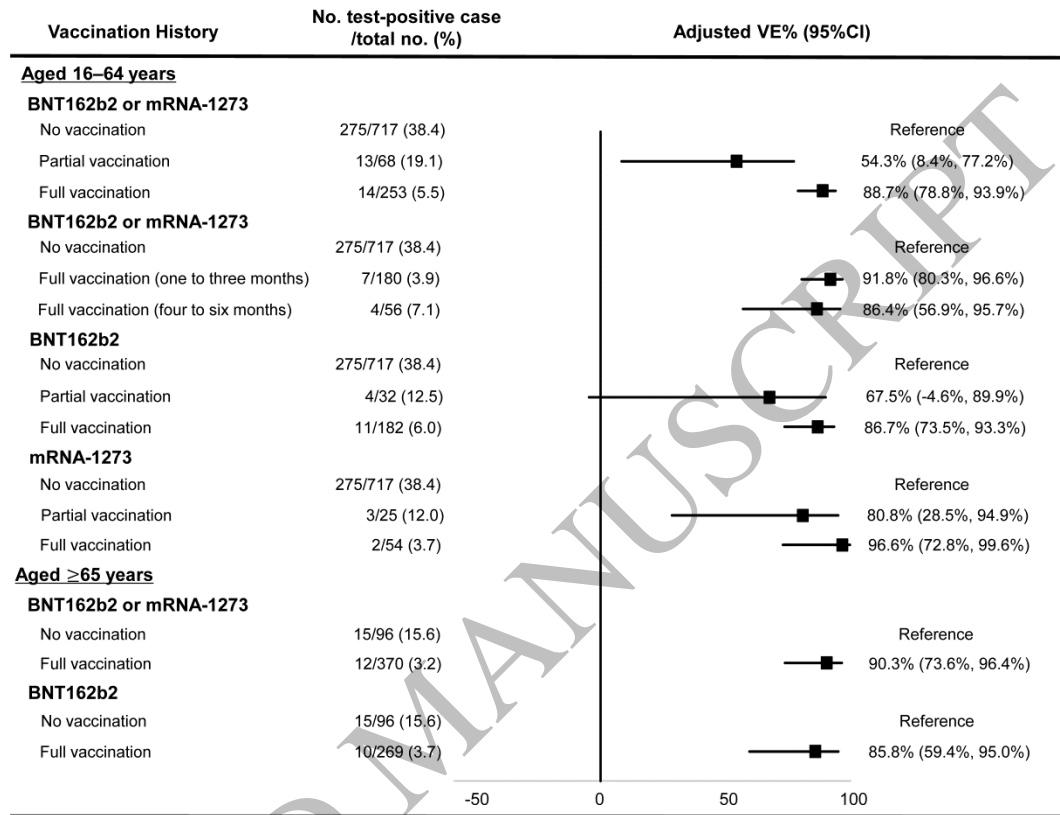 Vaccination History No. test-positive case /total no. (%) Adjusted VE% (95%CI)
Aged 16–64 years
BNT162b2 or mRNA-1273
No vaccination 275/717 (38.4) Reference
Partial vaccination 13/68 (19.1) 54.3% (8.4%, 77.2%)
Full vaccination 14/253 (5.5) 88.7% (78.8%, 93.9%)
BNT162b2 or mRNA-1273
No vaccination 275/717 (38.4) Reference
Full vaccination (one to three months) 7/180 (3.9) 91.8% (80.3%, 96.6%)
Full vaccination (four to six months) 4/56 (7.1) 86.4% (56.9%, 95.7%)
BNT162b2
No vaccination 275/717 (38.4) Reference
Partial vaccination 4/32 (12.5) 67.5% (-4.6%, 89.9%)
Full vaccination 11/182 (6.0) 86.7% (73.5%, 93.3%)
mRNA-1273
No vaccination 275/717 (38.4) Reference
Partial vaccination 3/25 (12.0) 80.8% (28.5%, 94.9%)
Full vaccination 2/54 (3.7) 96.6% (72.8%, 99.6%)
Aged ≥65 years
BNT162b2 or mRNA-1273
No vaccination 15/96 (15.6) Reference
Full vaccination 12/370 (3.2) 90.3% (73.6%, 96.4%)
BNT162b2
No vaccination 15/96 (15.6) Reference
Full vaccination 10/269 (3.7) 85.8% (59.4%, 95.0%)
-50 0 50 100
D MANUSCRIPT